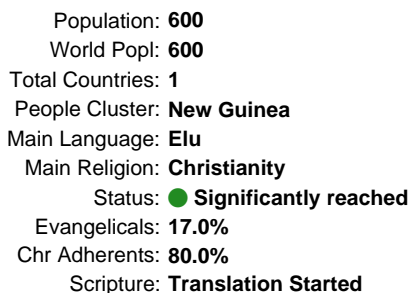 Population: 600
World Popl: 600
Total Countries: 1
People Cluster: New Guinea
Main Language: Elu
Main Religion: Christianity
Status: Significantly reached
Evangelicals: 17.0%
Chr Adherents: 80.0%
Scripture: Translation Started